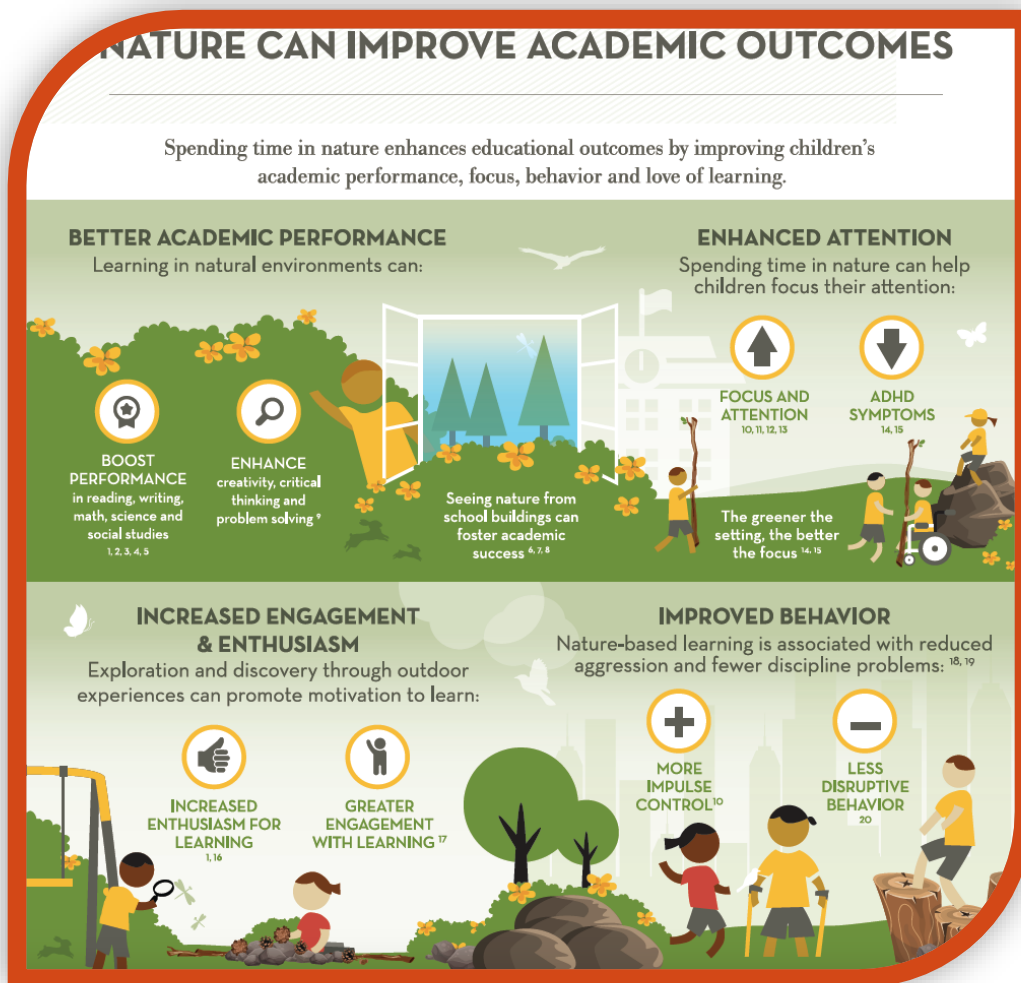 NATURE CAN IMPROVE ACADEMIC OUTCOMES
Spending time in nature enhances educational outcomes by improving children's
academic performance, focus, behavior and love of learning.
BETTER ACADEMIC PERFORMANCE
Learning in natural environments can:
BOOST
PERFORMANCE
in reading, writing,
math, science and
social studies
1, 2, 3, 4, 5
ENHANCE
creativity, critical
thinking and
problem solving 9
Seeing nature from
school buildings can
foster academic
success 6, 7, 8
ENHANCED ATTENTION
Spending time in nature can help
children focus their attention:
FOCUS AND
ATTENTION
10, 11, 12, 13
ADHD
SYMPTOMS
14, 15
The greener the
setting, the better
the focus 14, 15
INCREASED ENGAGEMENT
& ENTHUSIASM
Exploration and discovery through outdoor
experiences can promote motivation to learn:
INCREASED
ENTHUSIASM FOR
LEARNING
1, 16
GREATER
ENGAGEMENT
WITH LEARNING 17
IMPROVED BEHAVIOR
Nature-based learning is associated with reduced
aggression and fewer discipline problems: 18, 19
MORE
IMPULSE
CONTROL10
LESS
DISRUPTIVE
BEHAVIOR
20